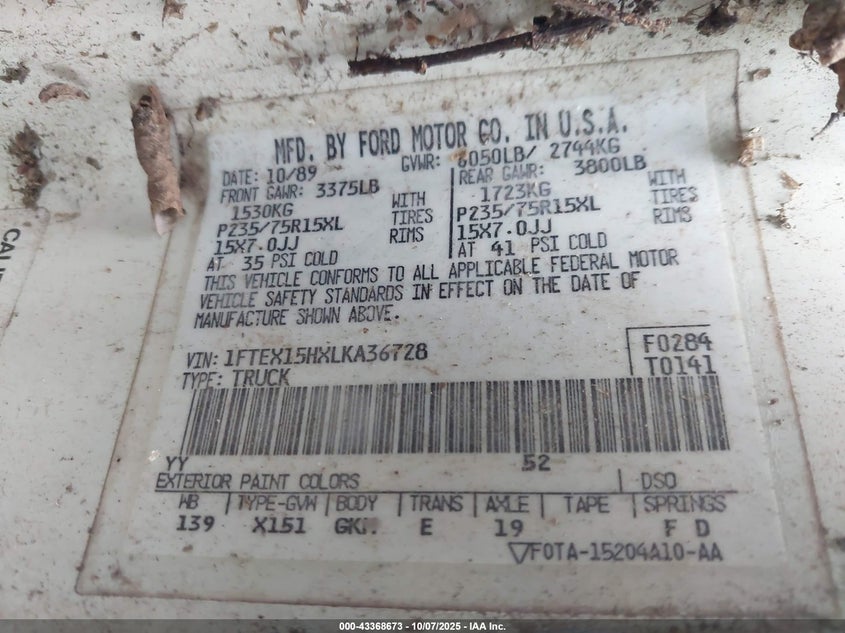 MFD. BY FORD MOTOR CO. IN U.S.A.
DATE: 10/89 GVWR: 6050LB/ 2744KG
FRONT GAWR: 3375LB REAR GAWR: 3800LB
1530KG WITH 1723KG WITH
P235/75R15XL TIRES P235/75R15XL TIRES
15X7.0JJ RIMS 15X7.0JJ RIMS
AT 35 PSI COLD AT 41 PSI COLD
THIS VEHICLE CONFORMS TO ALL APPLICABLE FEDERAL MOTOR
VEHICLE SAFETY STANDARDS IN EFFECT ON THE DATE OF
MANUFACTURE SHOWN ABOVE.
VIN: 1FTEX15HXLKA36728 F0284
TYPE: TRUCK T0141
YY 52
EXTERIOR PAINT COLORS DSO
WB TYPE-GVW BODY TRANS AXLE TAPE SPRINGS
139 X151 E 19 F D
F0TA-15204A10-AA
000-43368673 - 10/07/2025 - IAA Inc.